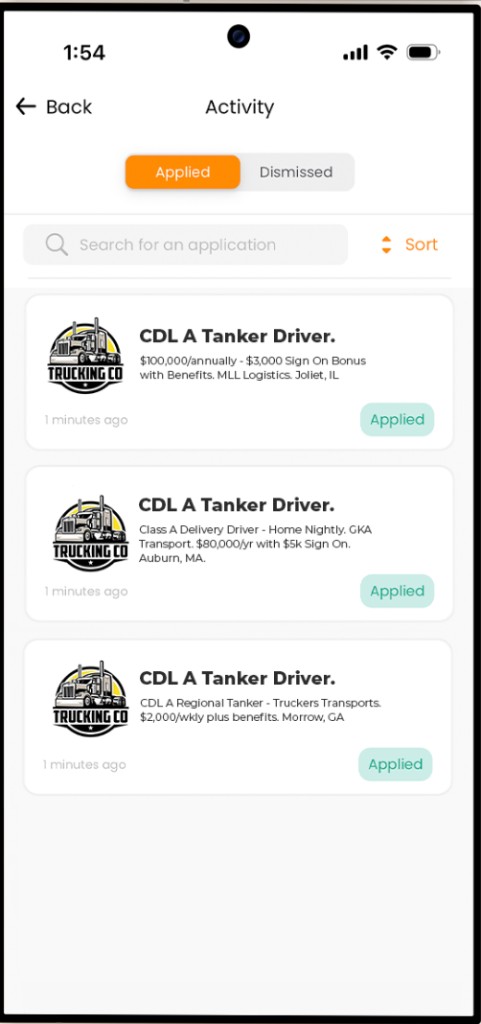 1:54
Back
Activity
Applied
Dismissed
Search for an application
Sort
TRUCKING CO
CDL A Tanker Driver.
$100,000/annually - $3,000 Sign On Bonus
with Benefits. MLL Logistics. Joliet, IL
1 minutes ago
Applied
TRUCKING CO
CDL A Tanker Driver.
Class A Delivery Driver - Home Nightly. GKA
Transport. $80,000/yr with $5k Sign On.
Auburn, MA.
1 minutes ago
Applied
TRUCKING CO
CDL A Tanker Driver.
CDL A Regional Tanker - Truckers Transports.
$2,000/wkly plus benefits. Morrow, GA
1 minutes ago
Applied